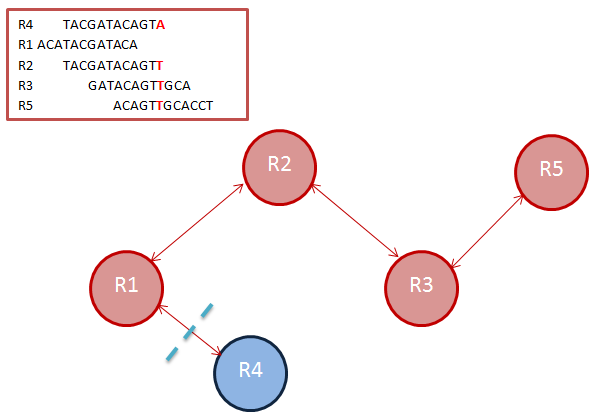 R4 TACGATACAGTA
R1 ACATACGATACA
R2 TACGATACAGTT
R3 GATACAGTTGCA
R5 ACAGTTGCACCT
R2
R5
R1
R3
R4